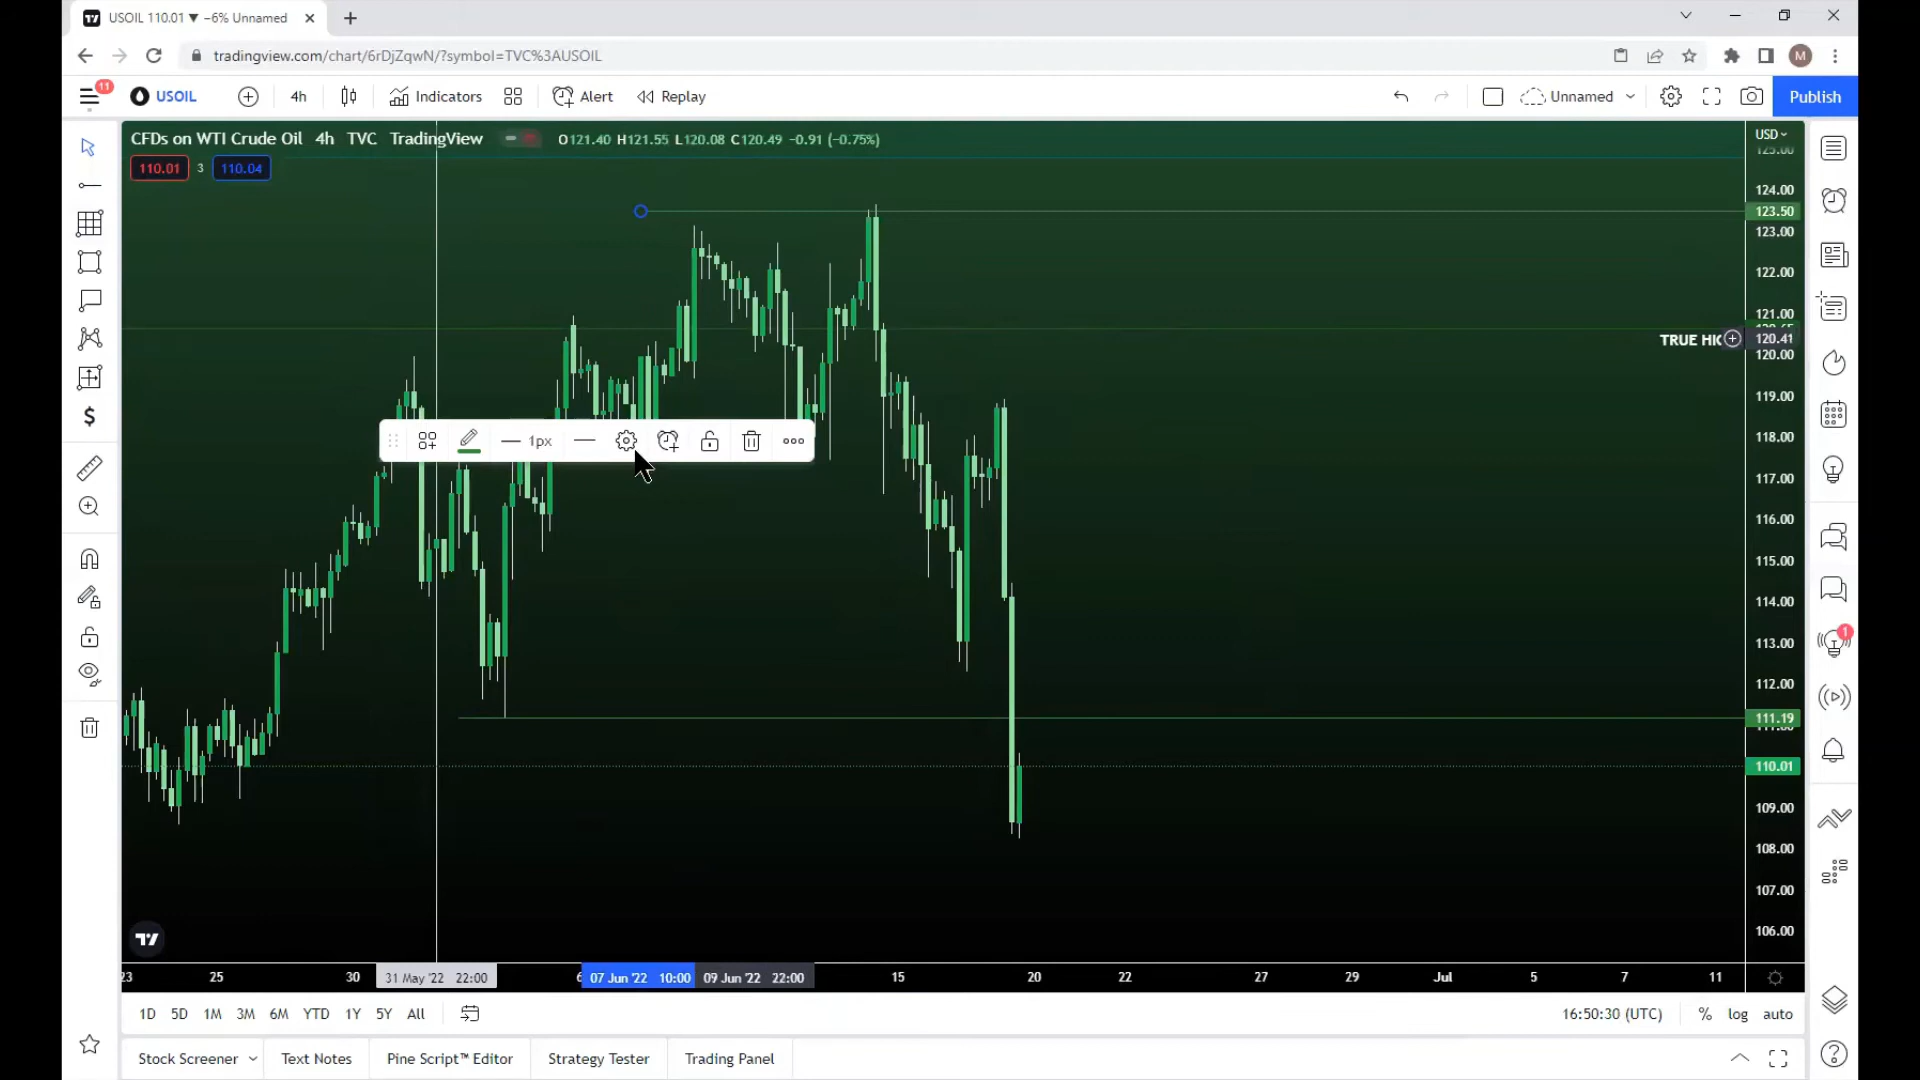 USOIL 110.01 ▼ −6% Unnamed
tradingview.com/chart/6rDjZqwN/?symbol=TVC%3AUSOIL
M
11
USOIL
4h
Indicators
Alert
Replay
Unnamed
Publish
CFDs on WTI Crude Oil 4h TVC TradingView
O121.40 H121.55 L120.08 C120.49 −0.91 (−0.75%)
USD
110.01 3 110.04
125.00
124.00
123.50
123.00
122.00
121.00
TRUE HI
120.41
120.00
119.00
118.00
1px
117.00
116.00
115.00
114.00
113.00
1
112.00
111.19
110.01
109.00
108.00
107.00
106.00
23 25 30 31 May '22 22:00 6 07 Jun '22 10:00 09 Jun '22 22:00 15 20 22 27 29 Jul 5 7 11
1D 5D 1M 3M 6M YTD 1Y 5Y All
16:50:30 (UTC) % log auto
Stock Screener Text Notes Pine Script™ Editor Strategy Tester Trading Panel